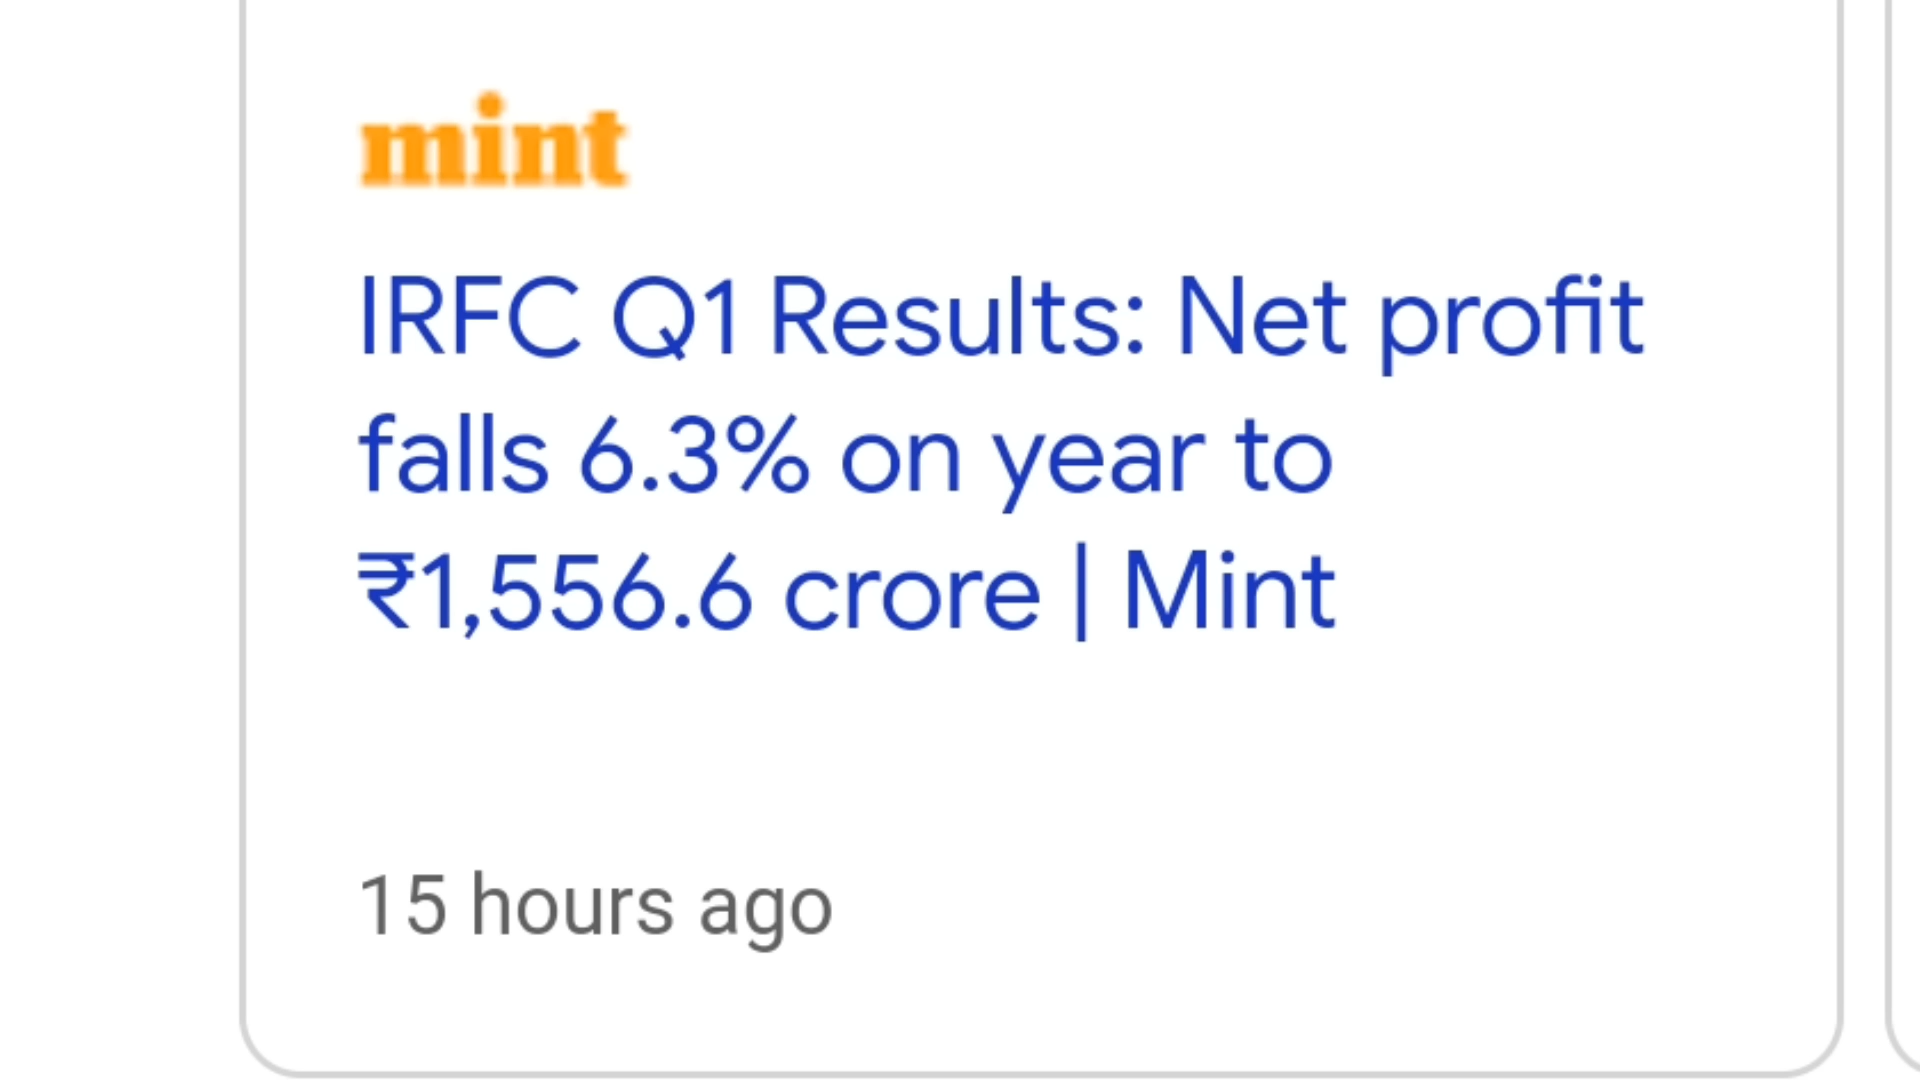 mint
IRFC Q1 Results: Net profit
falls 6.3% on year to
₹1,556.6 crore | Mint
15 hours ago